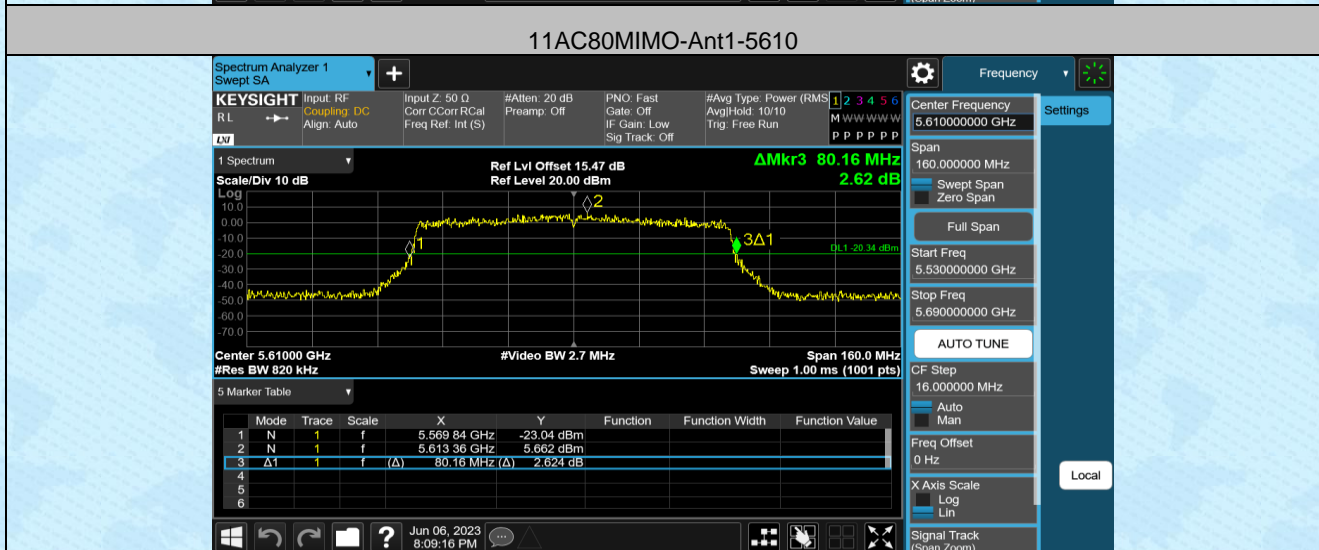 (Span Zoom)
11AC80MIMO-Ant1-5610
Spectrum Analyzer 1
Swept SA
Frequency
KEYSIGHT
R L
LXI
Input: RF
Coupling: DC
Align: Auto
Input Z: 50 Ω
Corr CCorr RCal
Freq Ref: Int (S)
#Atten: 20 dB
Preamp: Off
PNO: Fast
Gate: Off
IF Gain: Low
Sig Track: Off
#Avg Type: Power (RMS
Avg|Hold: 10/10
Trig: Free Run
1 2 3 4 5 6
M W W W W W
P P P P P P
1 Spectrum
Scale/Div 10 dB
Ref Lvl Offset 15.47 dB
Ref Level 20.00 dBm
ΔMkr3 80.16 MHz
2.62 dB
Log
10.0
0.00
-10.0
-20.0
-30.0
-40.0
-50.0
-60.0
-70.0
1
2
3Δ1
DL1 -20.34 dBm
Center 5.61000 GHz
#Video BW 2.7 MHz
Span 160.0 MHz
#Res BW 820 kHz
Sweep 1.00 ms (1001 pts)
5 Marker Table
Mode Trace Scale X Y Function Function Width Function Value
1 N 1 f 5.569 84 GHz -23.04 dBm
2 N 1 f 5.613 36 GHz 5.662 dBm
3 Δ1 1 f (Δ) 80.16 MHz (Δ) 2.624 dB
4
5
6
Jun 06, 2023
8:09:16 PM
Settings
Center Frequency
5.610000000 GHz
Span
160.000000 MHz
Swept Span
Zero Span
Full Span
Start Freq
5.530000000 GHz
Stop Freq
5.690000000 GHz
AUTO TUNE
CF Step
16.000000 MHz
Auto
Man
Freq Offset
0 Hz
X Axis Scale
Log
Lin
Local
Signal Track
(Span Zoom)